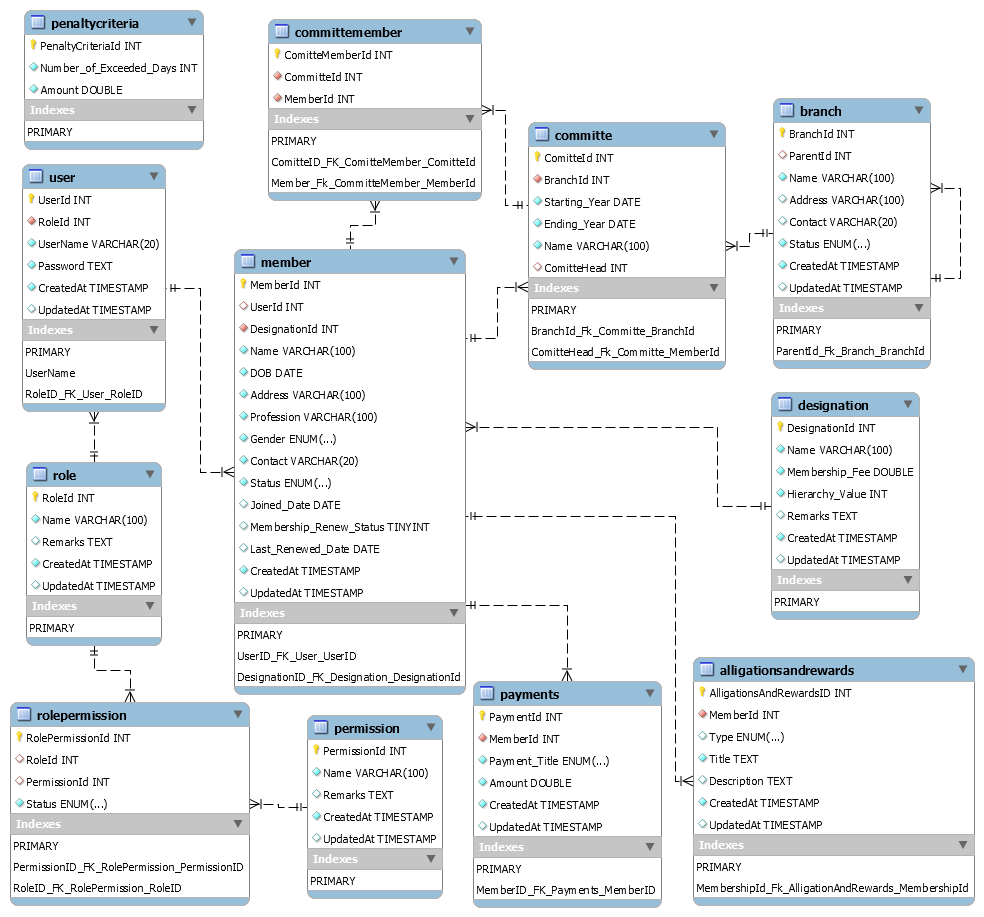 penaltycriteria
PenaltyCriteriaId INT
Number_of_Exceeded_Days INT
Amount DOUBLE
Indexes
PRIMARY
user
UserId INT
RoleId INT
UserName VARCHAR(20)
Password TEXT
CreatedAt TIMESTAMP
UpdatedAt TIMESTAMP
Indexes
PRIMARY
UserName
RoleID_FK_User_RoleID
role
RoleId INT
Name VARCHAR(100)
Remarks TEXT
CreatedAt TIMESTAMP
UpdatedAt TIMESTAMP
Indexes
PRIMARY
rolepermission
RolePermissionId INT
RoleId INT
PermissionId INT
Status ENUM(...)
Indexes
PRIMARY
PermissionID_FK_RolePermission_PermissionID
RoleID_FK_RolePermission_RoleID
committemember
ComitteMemberId INT
CommitteId INT
MemberId INT
Indexes
PRIMARY
ComitteID_FK_ComitteMember_ComitteId
Member_Fk_CommitteMember_MemberId
member
MemberId INT
UserId INT
DesignationId INT
Name VARCHAR(100)
DOB DATE
Address VARCHAR(100)
Profession VARCHAR(100)
Gender ENUM(...)
Contact VARCHAR(20)
Status ENUM(...)
Joined_Date DATE
Membership_Renew_Status TINYINT
Last_Renewed_Date DATE
CreatedAt TIMESTAMP
UpdatedAt TIMESTAMP
Indexes
PRIMARY
UserID_FK_User_UserID
DesignationID_FK_Designation_DesignationId
permission
PermissionId INT
Name VARCHAR(100)
Remarks TEXT
CreatedAt TIMESTAMP
UpdatedAt TIMESTAMP
Indexes
PRIMARY
committe
ComitteId INT
BranchId INT
Starting_Year DATE
Ending_Year DATE
Name VARCHAR(100)
ComitteHead INT
Indexes
PRIMARY
BranchId_Fk_Committe_BranchId
ComitteHead_Fk_Committe_MemberId
payments
PaymentId INT
MemberId INT
Payment_Title ENUM(...)
Amount DOUBLE
CreatedAt TIMESTAMP
UpdatedAt TIMESTAMP
Indexes
PRIMARY
MemberID_FK_Payments_MemberID
branch
BranchId INT
ParentId INT
Name VARCHAR(100)
Address VARCHAR(100)
Contact VARCHAR(20)
Status ENUM(...)
CreatedAt TIMESTAMP
UpdatedAt TIMESTAMP
Indexes
PRIMARY
ParentId_Fk_Branch_BranchId
designation
DesignationId INT
Name VARCHAR(100)
Membership_Fee DOUBLE
Hierarchy_Value INT
Remarks TEXT
CreatedAt TIMESTAMP
UpdatedAt TIMESTAMP
Indexes
PRIMARY
alligationsandrewards
AlligationsAndRewardsID INT
MemberId INT
Type ENUM(...)
Title TEXT
Description TEXT
CreatedAt TIMESTAMP
UpdatedAt TIMESTAMP
Indexes
PRIMARY
MembershipId_Fk_AlligationAndRewards_MembershipId